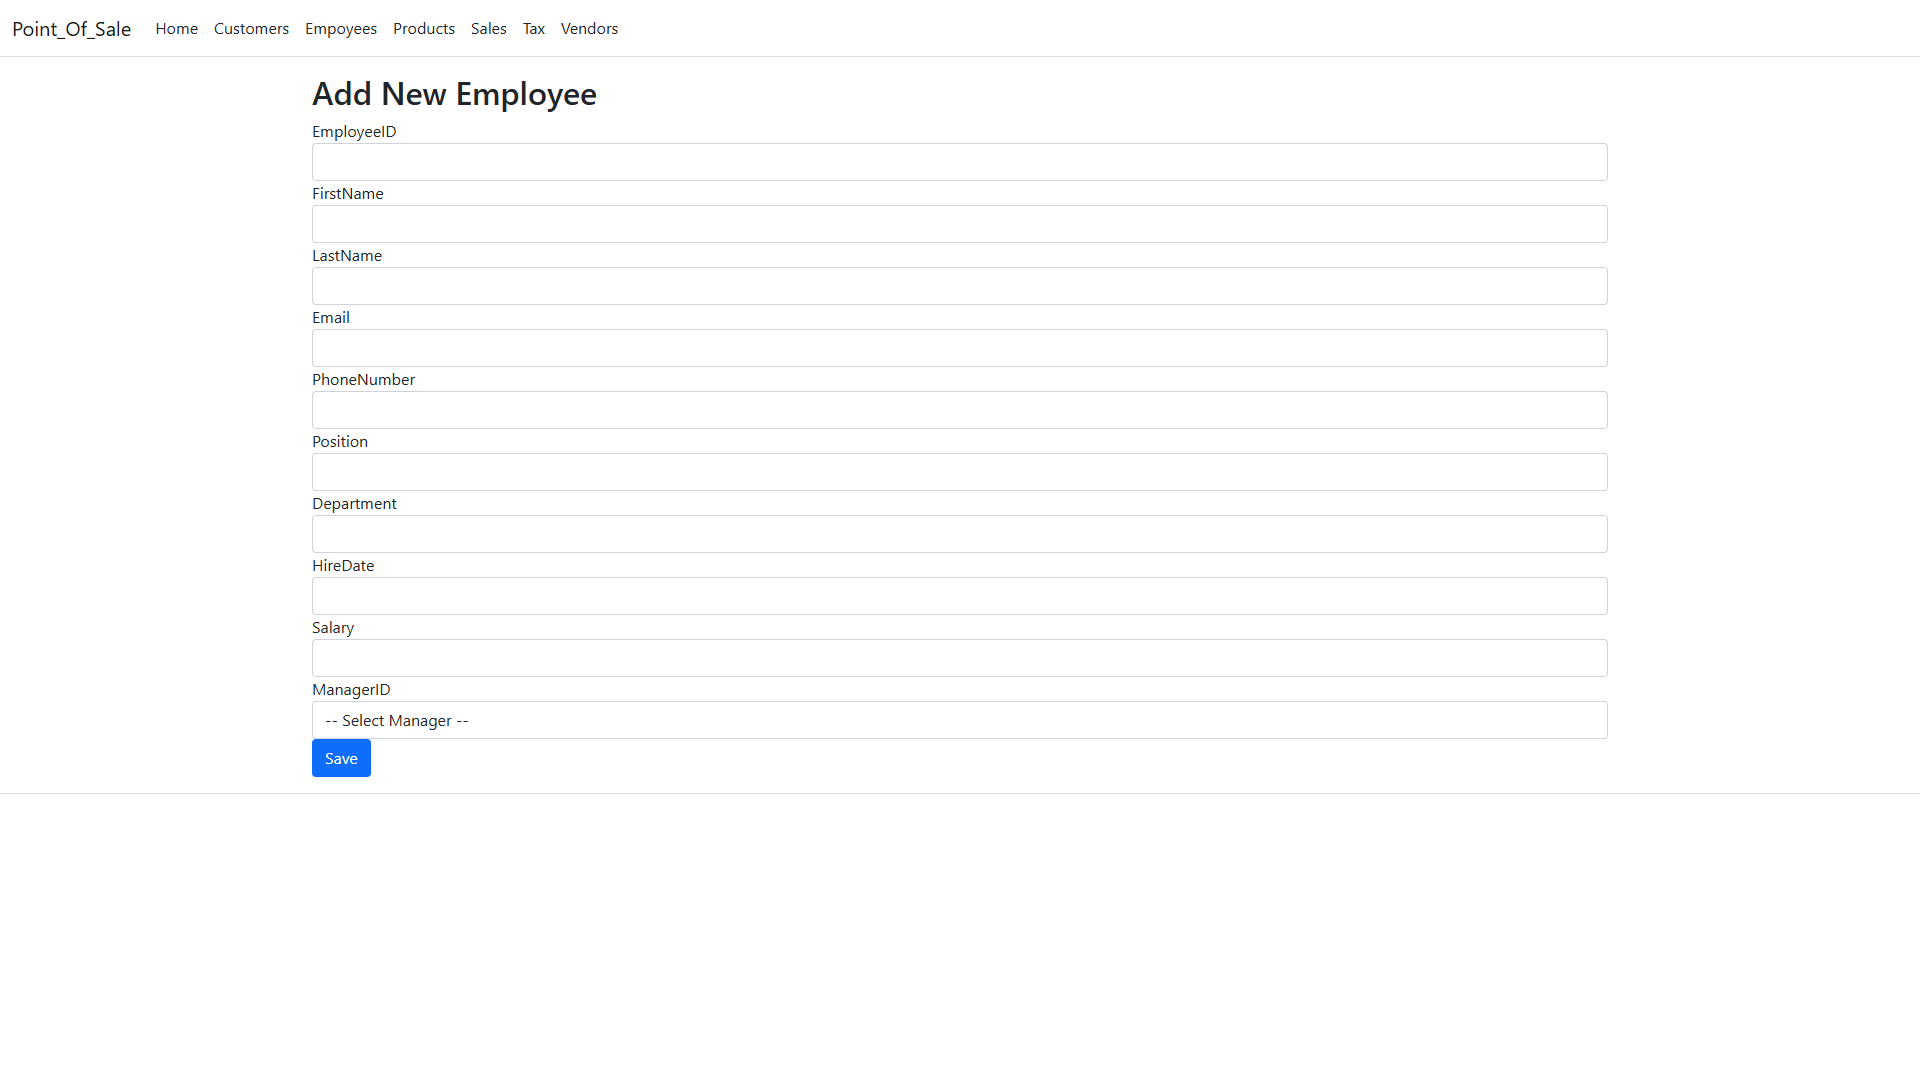 Point_Of_Sale Home Customers Empoyees Products Sales Tax Vendors
Add New Employee
EmployeeID
FirstName
LastName
Email
PhoneNumber
Position
Department
HireDate
Salary
ManagerID
-- Select Manager --
Save